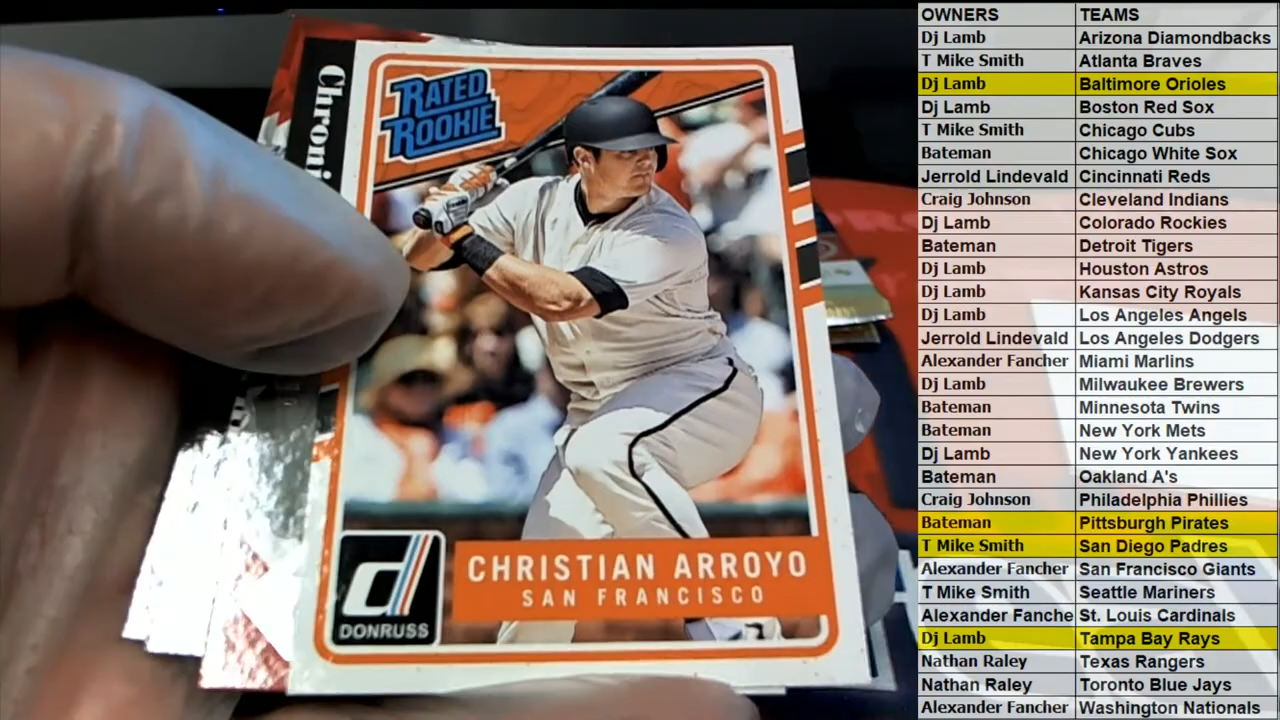 Chroni
RATED
ROOKIE
CHRISTIAN ARROYO
SAN FRANCISCO
d
DONRUSS
OWNERS TEAMS
Dj Lamb Arizona Diamondbacks
T Mike Smith Atlanta Braves
Dj Lamb Baltimore Orioles
Dj Lamb Boston Red Sox
T Mike Smith Chicago Cubs
Bateman Chicago White Sox
Jerrold Lindevald Cincinnati Reds
Craig Johnson Cleveland Indians
Dj Lamb Colorado Rockies
Bateman Detroit Tigers
Dj Lamb Houston Astros
Dj Lamb Kansas City Royals
Dj Lamb Los Angeles Angels
Jerrold Lindevald Los Angeles Dodgers
Alexander Fancher Miami Marlins
Dj Lamb Milwaukee Brewers
Bateman Minnesota Twins
Bateman New York Mets
Dj Lamb New York Yankees
Bateman Oakland A's
Craig Johnson Philadelphia Phillies
Bateman Pittsburgh Pirates
T Mike Smith San Diego Padres
Alexander Fancher San Francisco Giants
T Mike Smith Seattle Mariners
Alexander Fanche St. Louis Cardinals
Dj Lamb Tampa Bay Rays
Nathan Raley Texas Rangers
Nathan Raley Toronto Blue Jays
Alexander Fancher Washington Nationals